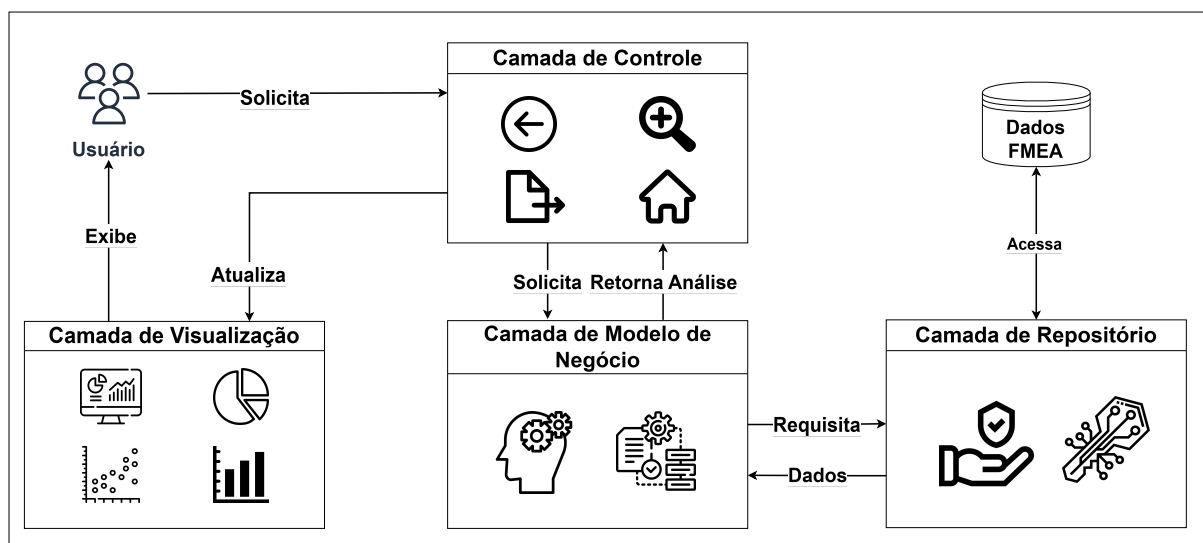 Camada de Controle
Solicita
Usuário
Dados
FMEA
Exibe
Acessa
Atualiza
Solicita
Retorna Análise
Camada de Visualização
Camada de Modelo de
Negócio
Camada de Repositório
Requisita
Dados